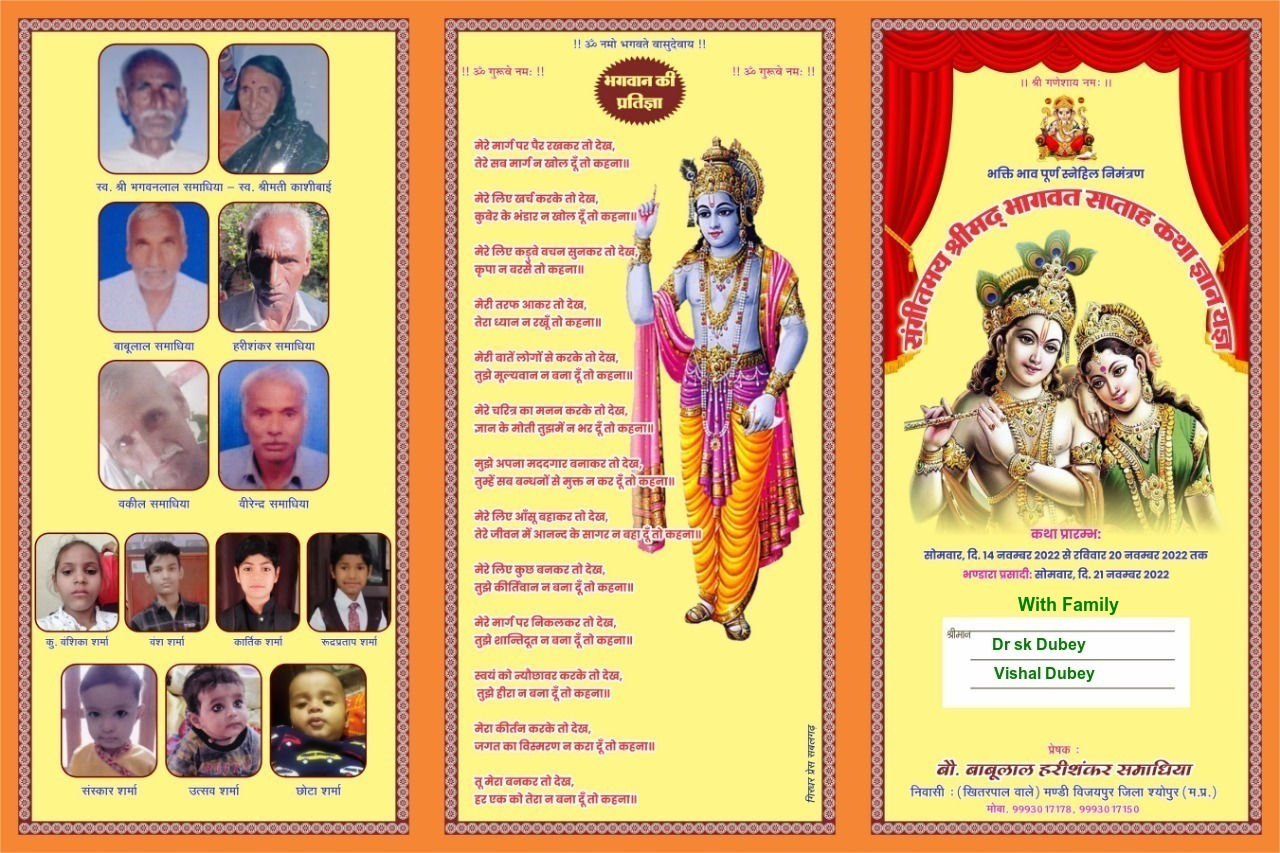 स्व. श्री भगवनलाल समाधिया – स्व. श्रीमती काशीबाई
बाबूलाल समाधिया
हरीशंकर समाधिया
वकील समाधिया
वीरेन्द्र समाधिया
कु. वंशिका शर्मा
वंश शर्मा
कार्तिक शर्मा
रूद्रप्रताप शर्मा
संस्कार शर्मा
उत्सव शर्मा
छोटा शर्मा
!! ॐ नमो भगवते वासुदेवाय !!
!! ॐ गुरूवे नमः !!
!! ॐ गुरूवे नमः !!
भगवान की
प्रतिज्ञा
मेरे मार्ग पर पैर रखकर तो देख,
तेरे सब मार्ग न खोल दूँ तो कहना॥
मेरे लिए खर्च करके तो देख,
कुबेर के भंडार न खोल दूँ तो कहना॥
मेरे लिए कड़वे वचन सुनकर तो देख,
कृपा न बरसे तो कहना॥
मेरी तरफ आकर तो देख,
तेरा ध्यान न रखूँ तो कहना॥
मेरी बातें लोगों से करके तो देख,
तुझे मूल्यवान न बना दूँ तो कहना॥
मेरे चरित्र का मनन करके तो देख,
ज्ञान के मोती तुझमें न भर दूँ तो कहना॥
मुझे अपना मददगार बनाकर तो देख,
तुम्हें सब बन्धनों से मुक्त न कर दूँ तो कहना॥
मेरे लिए आँसू बहाकर तो देख,
तेरे जीवन में आनन्द के सागर न बहा दूँ तो कहना॥
मेरे लिए कुछ बनकर तो देख,
तुझे कीर्तिवान न बना दूँ तो कहना॥
मेरे मार्ग पर निकलकर तो देख,
तुझे शान्तिदूत न बना दूँ तो कहना॥
स्वयं को न्यौछावर करके तो देख,
तुझे हीरा न बना दूँ तो कहना॥
मेरा कीर्तन करके तो देख,
जगत का विस्मरण न करा दूँ तो कहना॥
तू मेरा बनकर तो देख,
हर एक को तेरा न बना दूँ तो कहना॥
गिरधर प्रेस सबलगढ़
।। श्री गणेशाय नमः ।।
भक्ति भाव पूर्ण स्नेहिल निमंत्रण
संगीतमय श्रीमद् भागवत सप्ताह कथा ज्ञान यज्ञ
कथा प्रारम्भ:
सोमवार, दि. 14 नवम्बर 2022 से रविवार 20 नवम्बर 2022 तक
भण्डारा प्रसादी: सोमवार, दि. 21 नवम्बर 2022
With Family
श्रीमान
Dr sk Dubey
Vishal Dubey
प्रेषक :
बौ. बाबूलाल हरीशंकर समाधिया
निवासी : (खितरपाल वाले) मण्डी विजयपुर जिला श्योपुर (म.प्र.)
मोबा. 9993017178, 9993017150